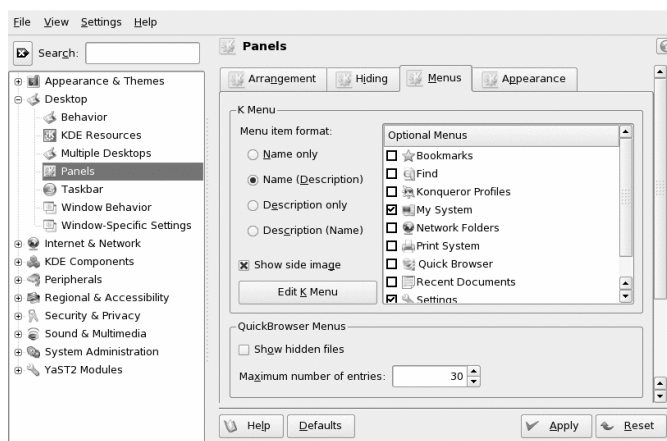 File View Settings Help
Search:
Appearance & Themes
Desktop
Behavior
KDE Resources
Multiple Desktops
Panels
Taskbar
Window Behavior
Window-Specific Settings
Internet & Network
KDE Components
Peripherals
Regional & Accessibility
Security & Privacy
Sound & Multimedia
System Administration
YaST2 Modules
Panels
Arrangement Hiding Menus Appearance
K Menu
Menu item format:
Name only
Name (Description)
Description only
Description (Name)
Show side image
Edit K Menu
Optional Menus
Bookmarks
Find
Konqueror Profiles
My System
Network Folders
Print System
Quick Browser
Recent Documents
Settings
QuickBrowser Menus
Show hidden files
Maximum number of entries: 30
Help Defaults Apply Reset